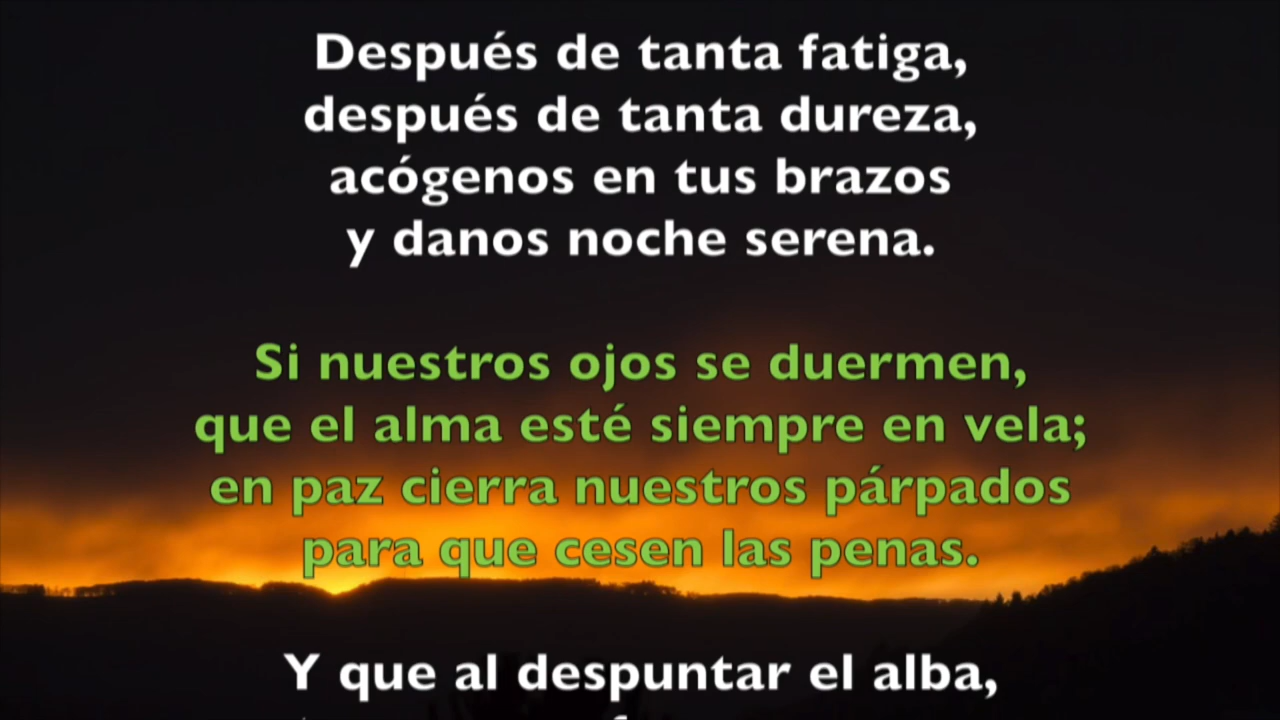 Después de tanta fatiga,
después de tanta dureza,
acógenos en tus brazos
y danos noche serena.
Si nuestros ojos se duermen,
que el alma esté siempre en vela;
en paz cierra nuestros párpados
para que cesen las penas.
Y que al despuntar el alba,